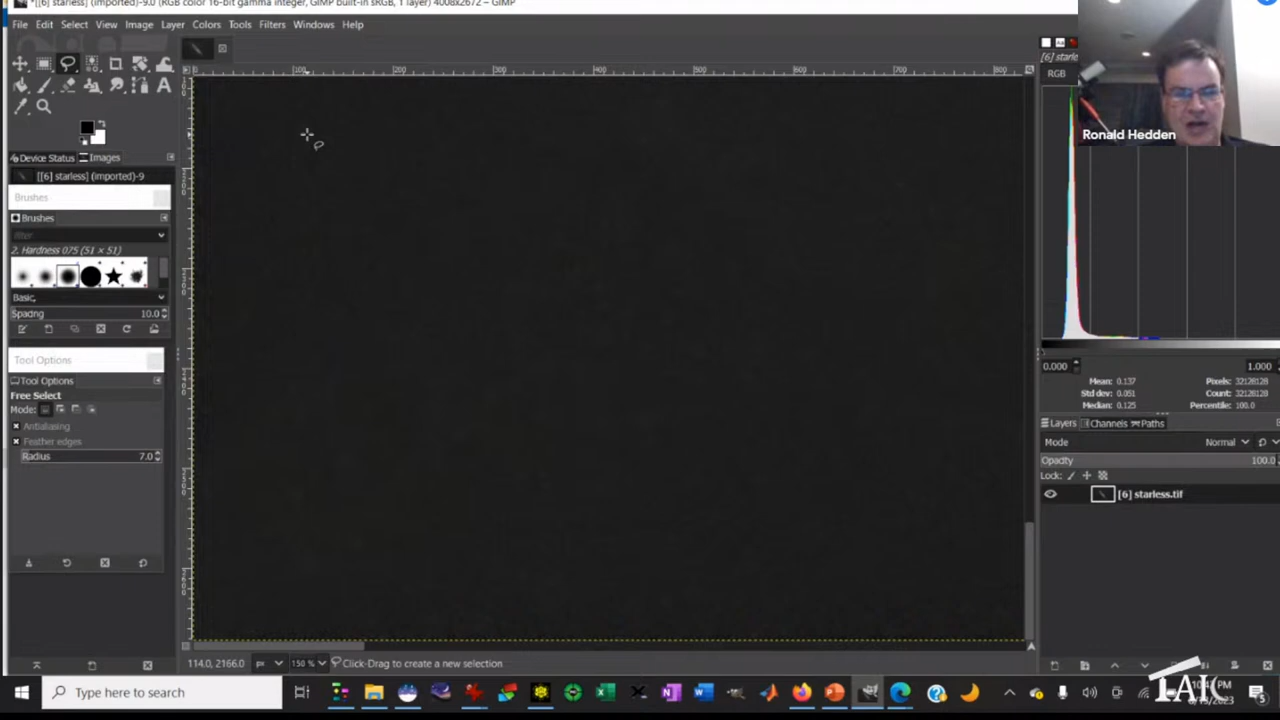 *[[6] starless] (imported)-9.0 (RGB color 16-bit gamma integer, GIMP built-in sRGB, 1 layer) 4008x2672 – GIMP
File Edit Select View Image Layer Colors Tools Filters Windows Help
100 200 300 400 500 600 700 800
[6] starle
RGB
Ronald Hedden
Device Status Images
[[6] starless] (imported)-9
Brushes
Brushes
filter
2. Hardness 075 (51 × 51)
Basic,
Spacing 10.0
Tool Options
Tool Options
Free Select
Mode:
Antialiasing
Feather edges
Radius 7.0
0.000 1.000
Mean: 0.137 Pixels: 32128128
Std dev: 0.051 Count: 32128128
Median: 0.125 Percentile: 100.0
Layers Channels Paths
Mode Normal
Opacity 100.0
Lock:
[6] starless.tif
114.0, 2166.0 px 150 % Click-Drag to create a new selection
Type here to search
TAIC